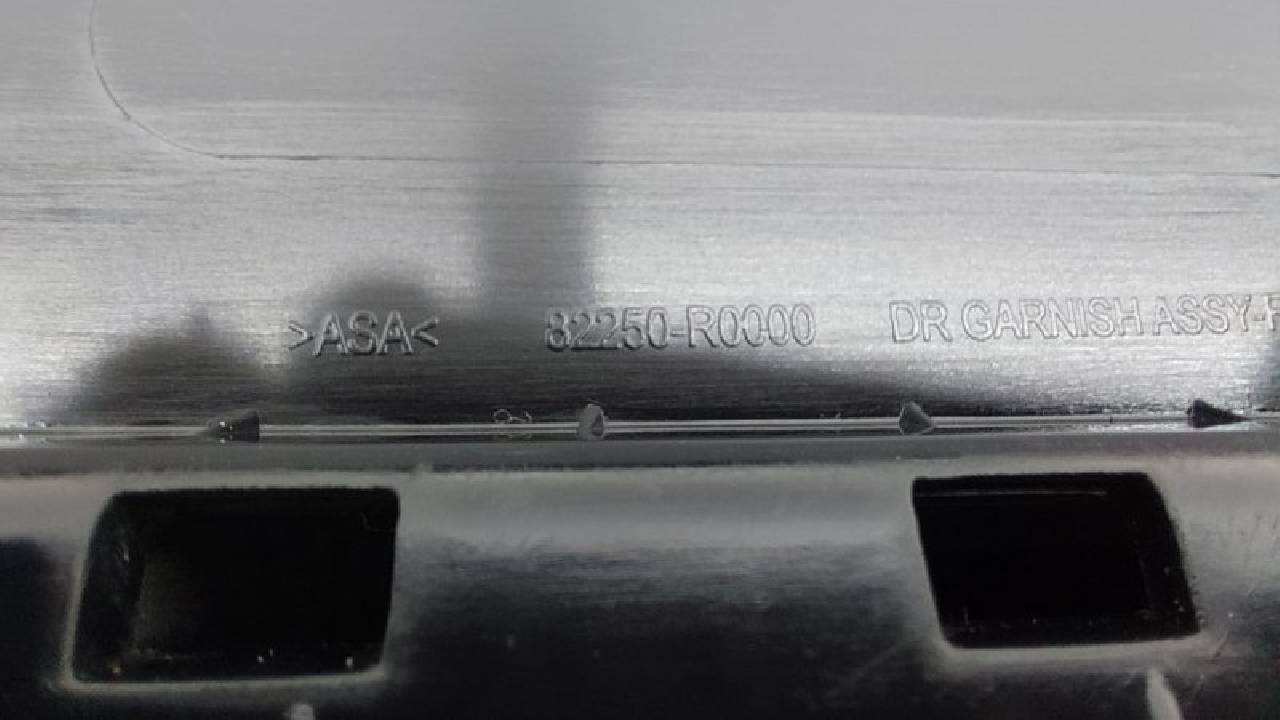 >ASA< 82250-R0000 DR GARNISH ASSY-F